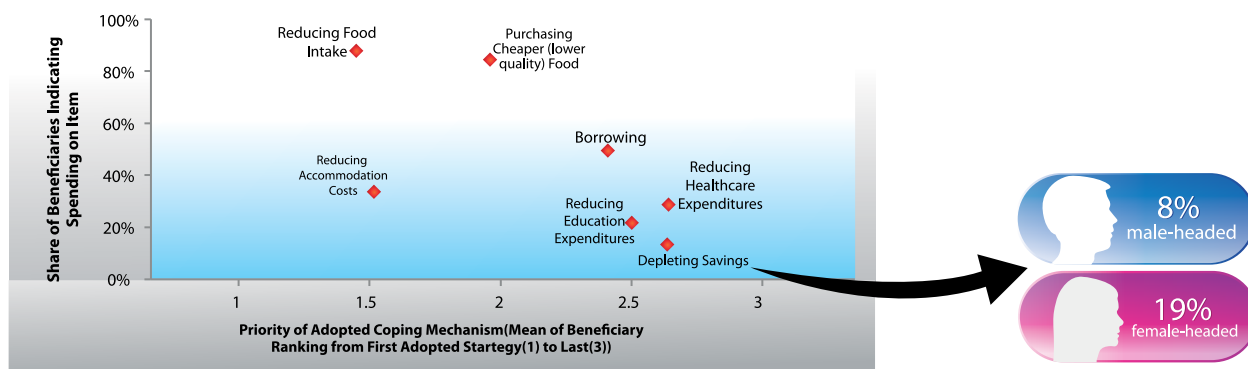 100%
80%
60%
40%
20%
0%
Share of Beneficiaries Indicating
Spending on Item
Reducing Food
Intake
Purchasing
Cheaper (lower
quality) Food
Borrowing
Reducing
Accommodation
Costs
Reducing
Healthcare
Expenditures
Reducing
Education
Expenditures
Depleting Savings
1
1.5
2
2.5
3
Priority of Adopted Coping Mechanism(Mean of Beneficiary
Ranking from First Adopted Startegy(1) to Last(3))
8%
male-headed
19%
female-headed